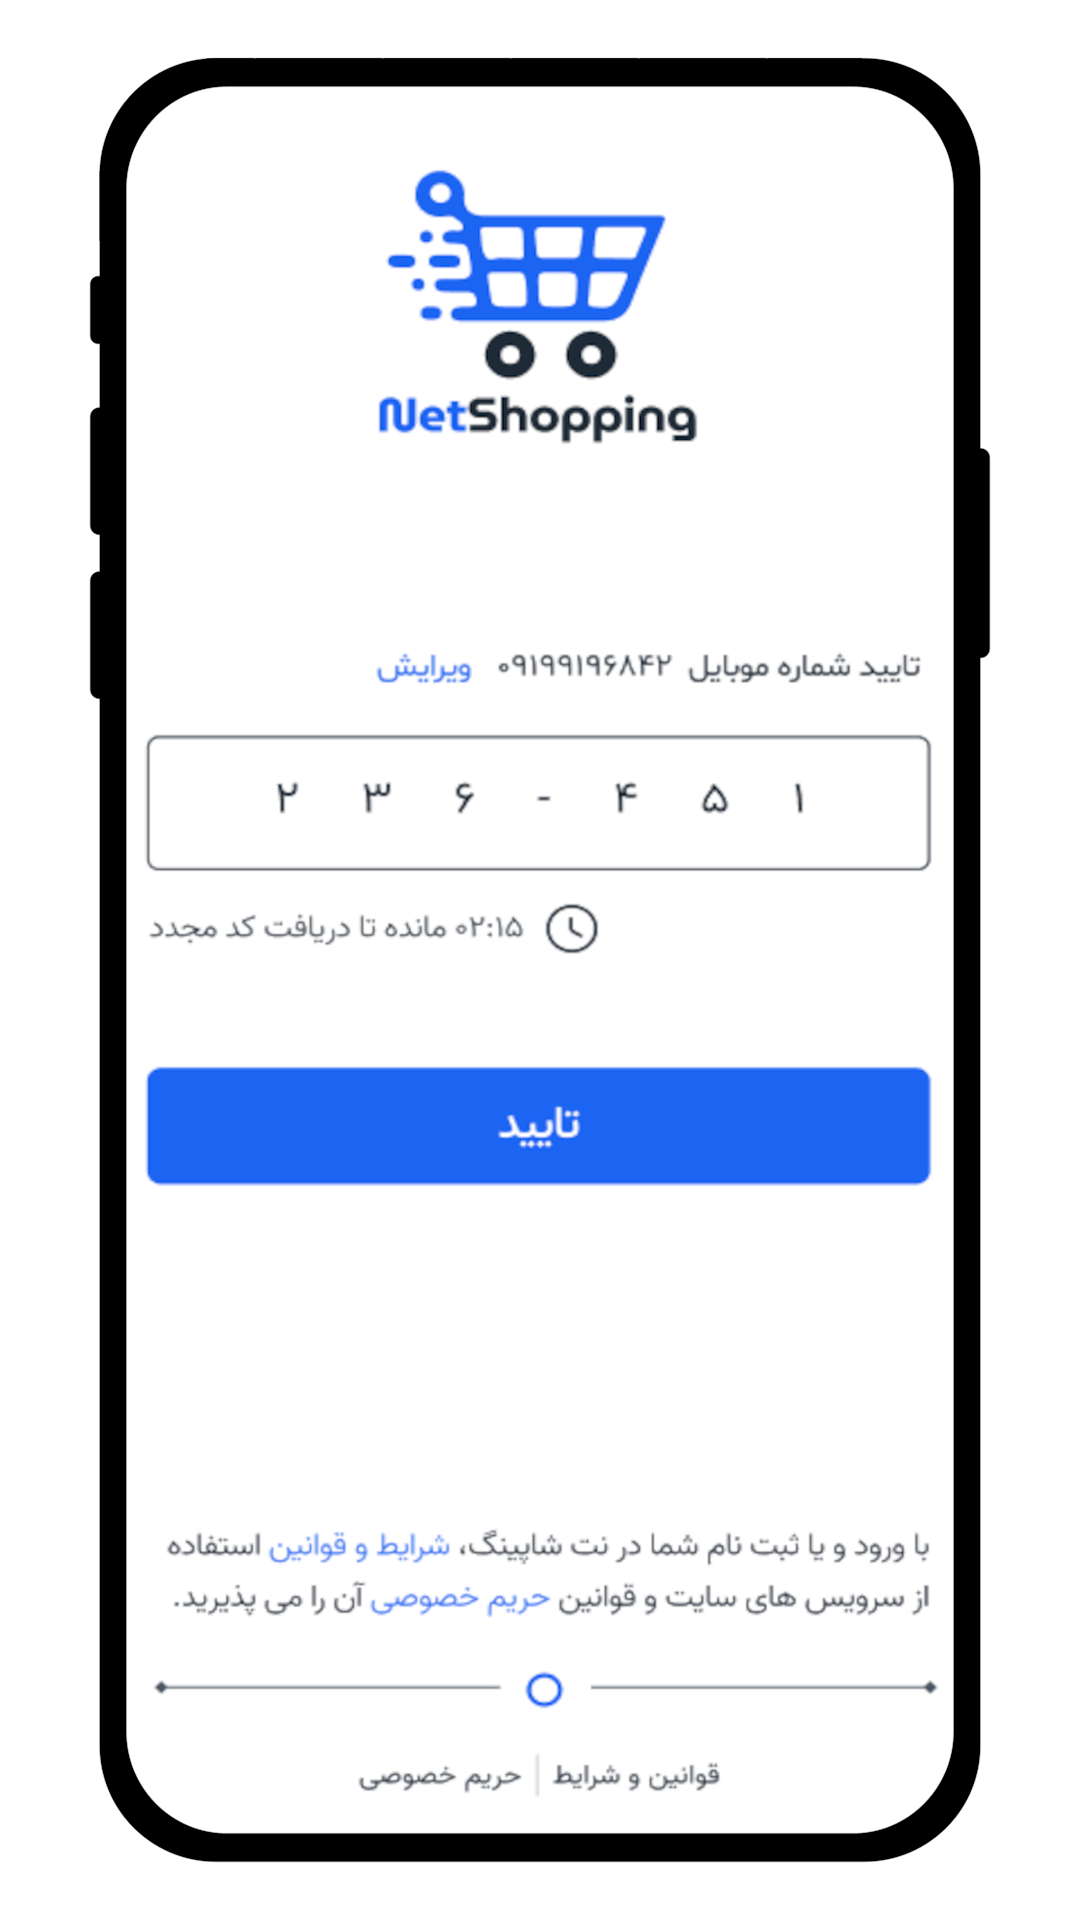 NetShopping
تایید شماره موبایل ۰۹۱۹۹۱۹۶۸۴۲ ویرایش
۲ ۳ ۶ - ۴ ۵ ۱
۰۲:۱۵ مانده تا دریافت کد مجدد
تایید
با ورود و یا ثبت نام شما در نت شاپینگ، شرایط و قوانین استفاده
از سرویس های سایت و قوانین حریم خصوصی آن را می پذیرید.
قوانین و شرایط | حریم خصوصی